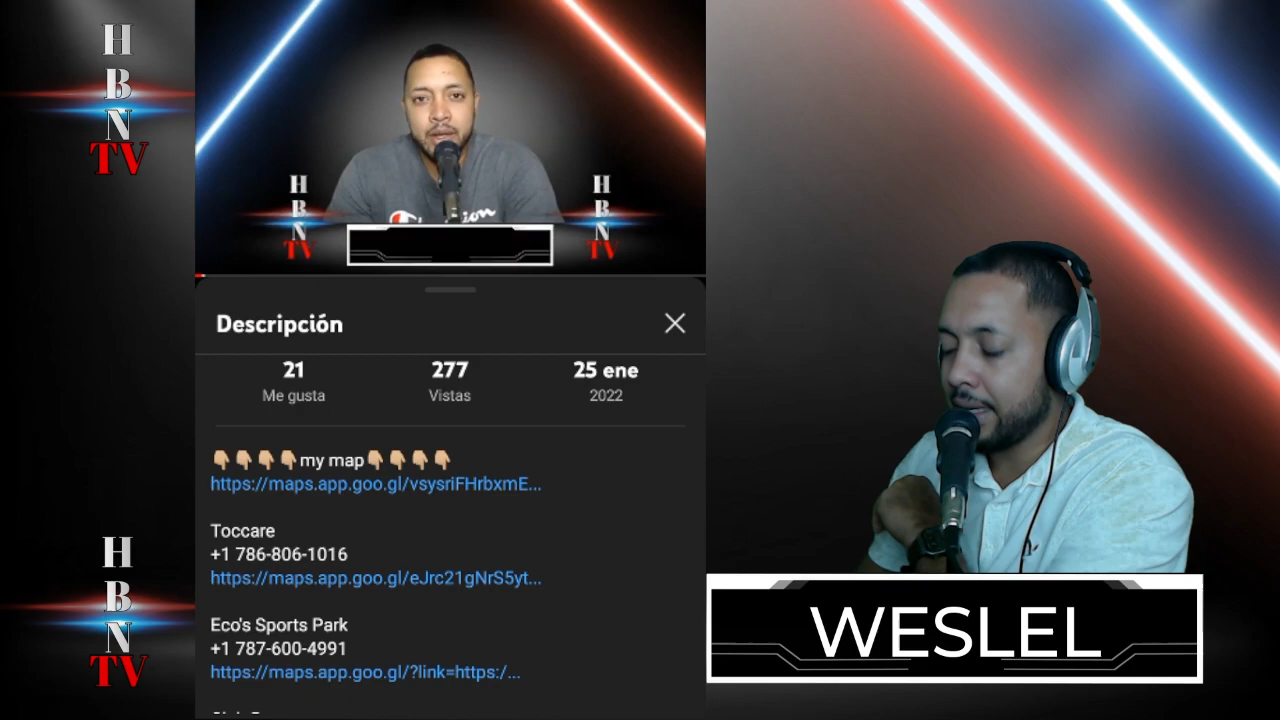 H
B
N
TV
H
B
N
TV
H
B
N
TV
Descripción
21
Me gusta
277
Vistas
25 ene
2022
👇👇👇👇my map👇👇👇👇
https://maps.app.goo.gl/vsysriFHrbxmE...
Toccare
+1 786-806-1016
https://maps.app.goo.gl/eJrc21gNrS5yt...
Eco's Sports Park
+1 787-600-4991
https://maps.app.goo.gl/?link=https:/...
H
B
N
TV
WESLEL